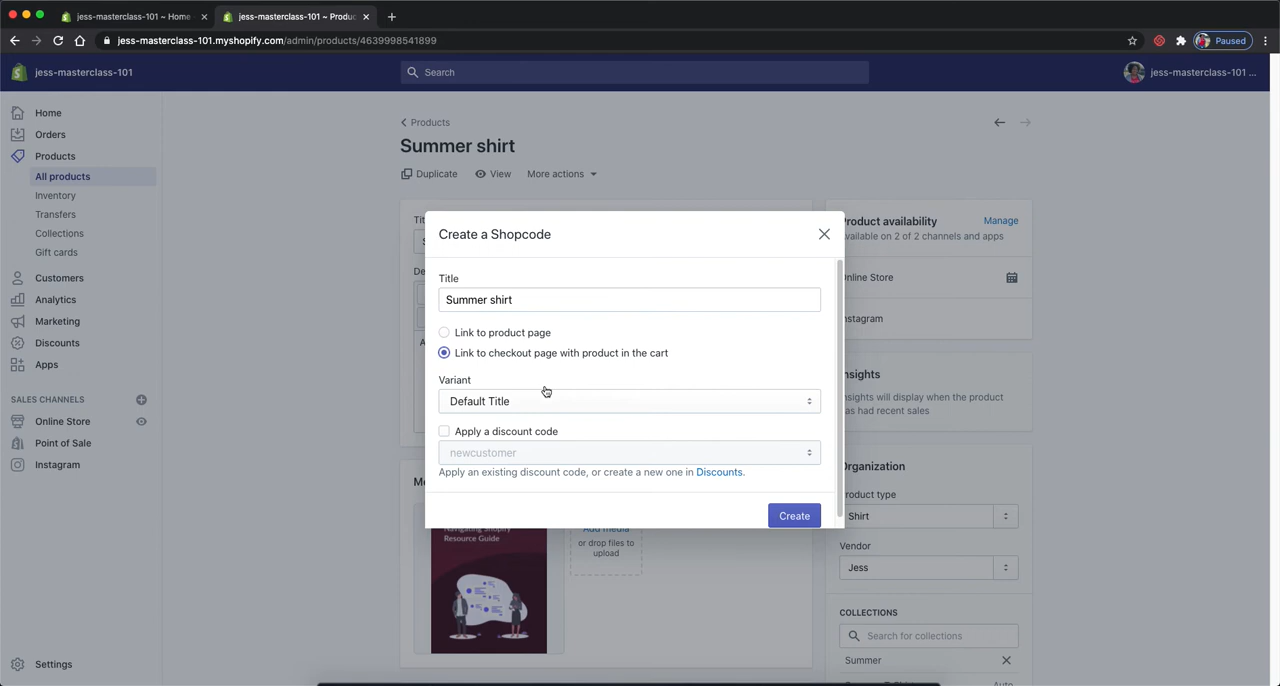 jess-masterclass-101 ~ Home
jess-masterclass-101 ~ Produc
jess-masterclass-101.myshopify.com/admin/products/4639998541899
Paused
jess-masterclass-101
Search
jess-masterclass-101 ...
Home
Orders
Products
All products
Inventory
Transfers
Collections
Gift cards
Customers
Analytics
Marketing
Discounts
Apps
SALES CHANNELS
Online Store
Point of Sale
Instagram
Settings
Products
Summer shirt
Duplicate
View
More actions
Create a Shopcode
Title
Summer shirt
Link to product page
Link to checkout page with product in the cart
Variant
Default Title
Apply a discount code
newcustomer
Apply an existing discount code, or create a new one in Discounts.
Create
Navigating Shopify
Resource Guide
Add media
or drop files to
upload
Product availability
Manage
available on 2 of 2 channels and apps
Online Store
Instagram
Insights
Insights will display when the product
has had recent sales
Organization
Product type
Shirt
Vendor
Jess
COLLECTIONS
Search for collections
Summer
Auto